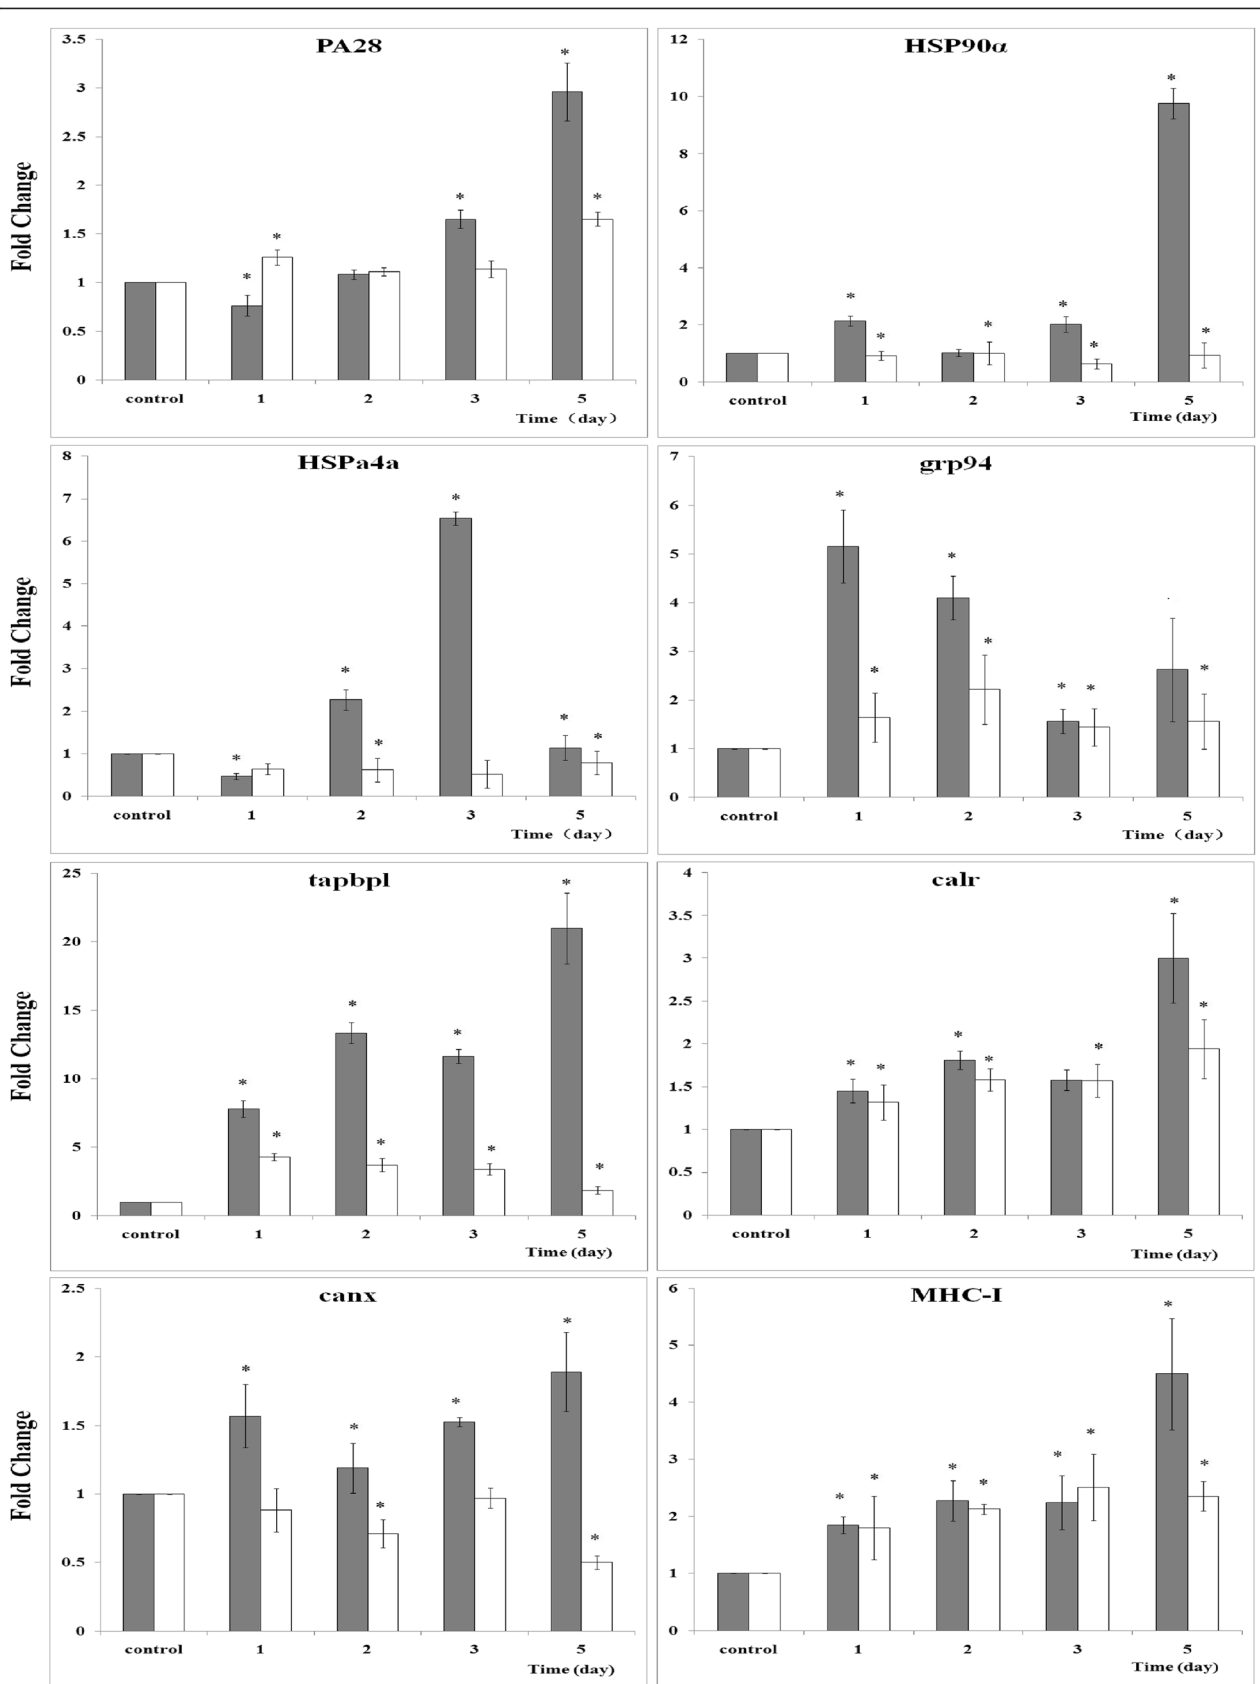 PA28
Fold Change
3.5
3
2.5
2
1.5
1
0.5
0
* * * * *
control 1 2 3 5
Time（day）
HSP90α
12
10
8
6
4
2
0
* * * * * * *
control 1 2 3 5
Time (day)
HSPa4a
Fold Change
8
7
6
5
4
3
2
1
0
* * * * * *
control 1 2 3 5
Time（day）
grp94
7
6
5
4
3
2
1
0
* * * * * * . *
control 1 2 3 5
Time（day）
tapbpl
Fold Change
25
20
15
10
5
0
* * * * * * * *
control 1 2 3 5
Time (day)
calr
4
3.5
3
2.5
2
1.5
1
0.5
0
* * * * * * *
control 1 2 3 5
Time (day)
canx
Fold Change
2.5
2
1.5
1
0.5
0
* * * * * *
control 1 2 3 5
Time (day)
MHC-I
6
5
4
3
2
1
0
* * * * * * * *
control 1 2 3 5
Time (day)